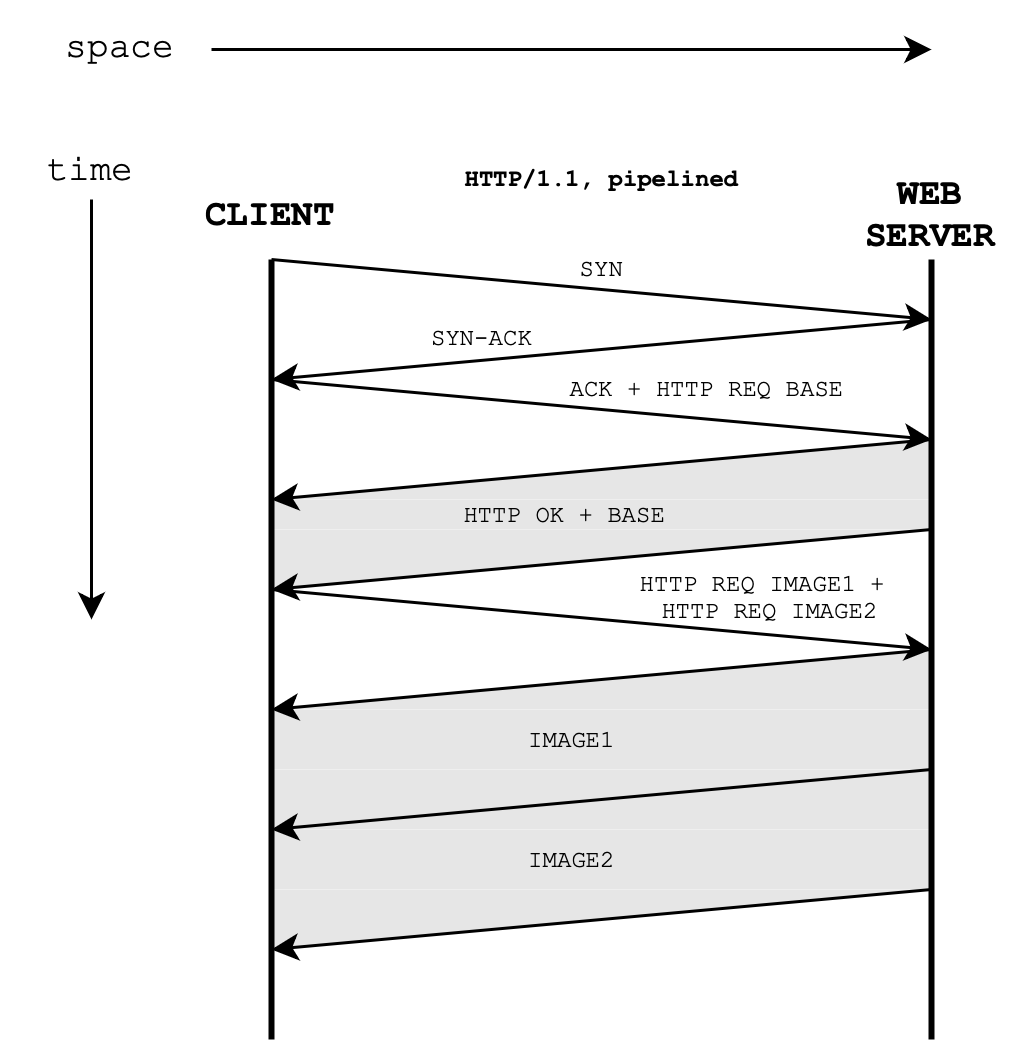 space
time
HTTP/1.1, pipelined
CLIENT
WEB
SERVER
SYN
SYN-ACK
ACK + HTTP REQ BASE
HTTP OK + BASE
HTTP REQ IMAGE1 +
HTTP REQ IMAGE2
IMAGE1
IMAGE2